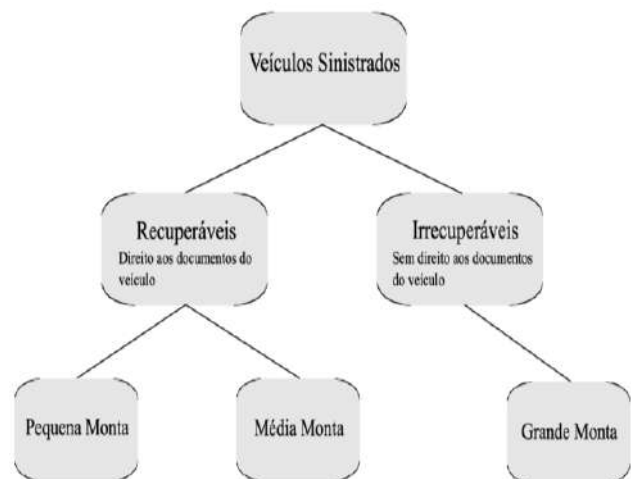 Veículos Sinistrados
Recuperáveis
Direito aos documentos do
veículo
Irrecuperáveis
Sem direito aos documentos
do veículo
Pequena Monta
Média Monta
Grande Monta